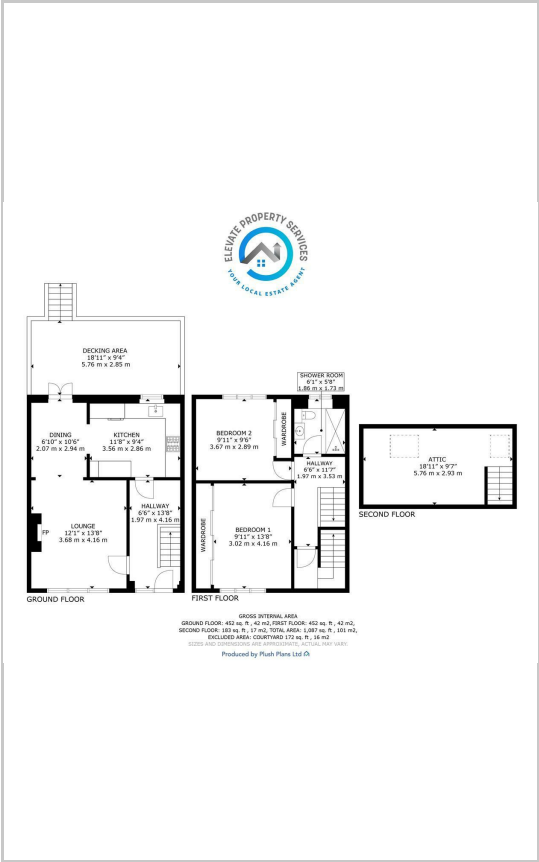 ELEVATE PROPERTY SERVICES
YOUR LOCAL ESTATE AGENT
DECKING AREA
18'11" x 9'4"
5.76 m x 2.85 m
DINING
6'10" x 10'6"
2.07 m x 2.94 m
KITCHEN
11'8" x 9'4"
3.56 m x 2.86 m
LOUNGE
12'1" x 13'8"
3.68 m x 4.16 m
FP
HALLWAY
6'6" x 13'8"
1.97 m x 4.16 m
GROUND FLOOR
SHOWER ROOM
6'1" x 5'8"
1.86 m x 1.73 m
BEDROOM 2
9'11" x 9'6"
3.67 m x 2.89 m
WARDROBE
HALLWAY
6'6" x 11'7"
1.97 m x 3.53 m
WARDROBE
BEDROOM 1
9'11" x 13'8"
3.02 m x 4.16 m
FIRST FLOOR
ATTIC
18'11" x 9'7"
5.76 m x 2.93 m
SECOND FLOOR
GROSS INTERNAL AREA
GROUND FLOOR: 452 sq. ft , 42 m2, FIRST FLOOR: 452 sq. ft , 42 m2,
SECOND FLOOR: 183 sq. ft , 17 m2, TOTAL AREA: 1,087 sq. ft , 101 m2,
EXCLUDED AREA: COURTYARD 172 sq. ft , 16 m2
SIZES AND DIMENSIONS ARE APPROXIMATE, ACTUAL MAY VARY.
Produced by Plush Plans Ltd